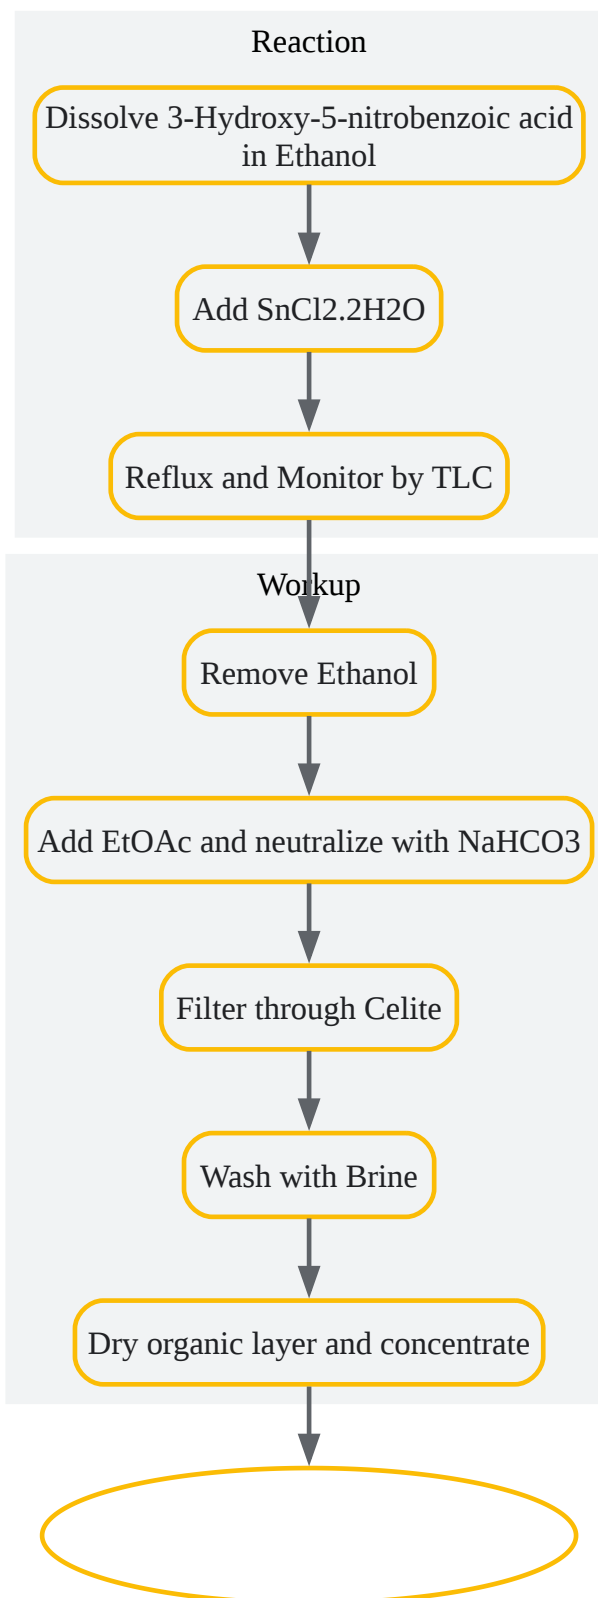 Reaction
Dissolve 3-Hydroxy-5-nitrobenzoic acid
in Ethanol
Add SnCl2.2H2O
Reflux and Monitor by TLC
Workup
Remove Ethanol
Add EtOAc and neutralize with NaHCO3
Filter through Celite
Wash with Brine
Dry organic layer and concentrate